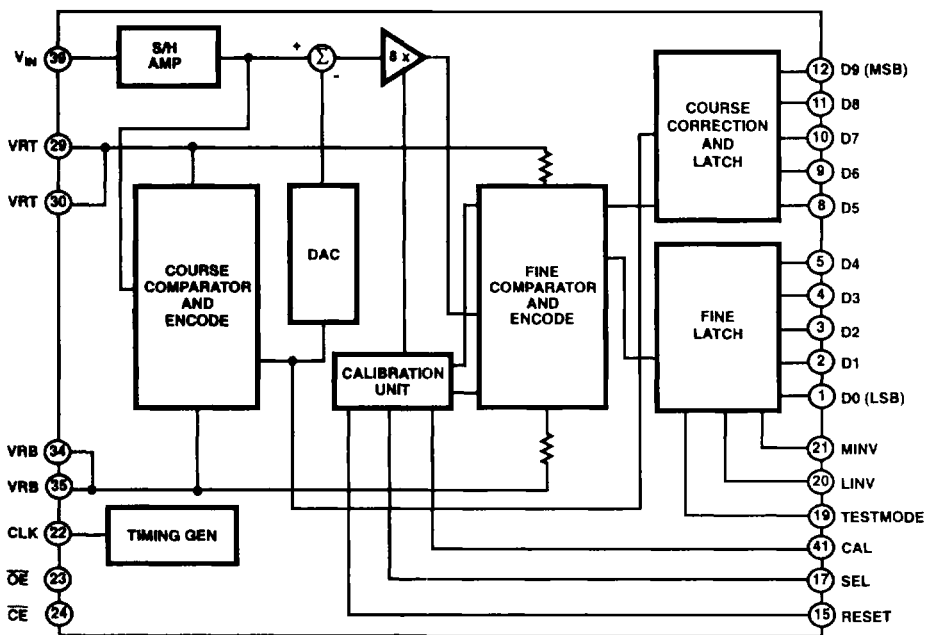 VIN 39
S/H
AMP
+
Σ
-
8 x
VRT 29
VRT 30
COURSE
COMPARATOR
AND
ENCODE
DAC
CALIBRATION
UNIT
FINE
COMPARATOR
AND
ENCODE
COURSE
CORRECTION
AND
LATCH
FINE
LATCH
12 D9 (MSB)
11 D8
10 D7
9 D6
8 D5
5 D4
4 D3
3 D2
2 D1
1 D0 (LSB)
VRB 34
VRB 35
CLK 22
TIMING GEN
OE 23
CE 24
21 MINV
20 LINV
19 TESTMODE
41 CAL
17 SEL
15 RESET